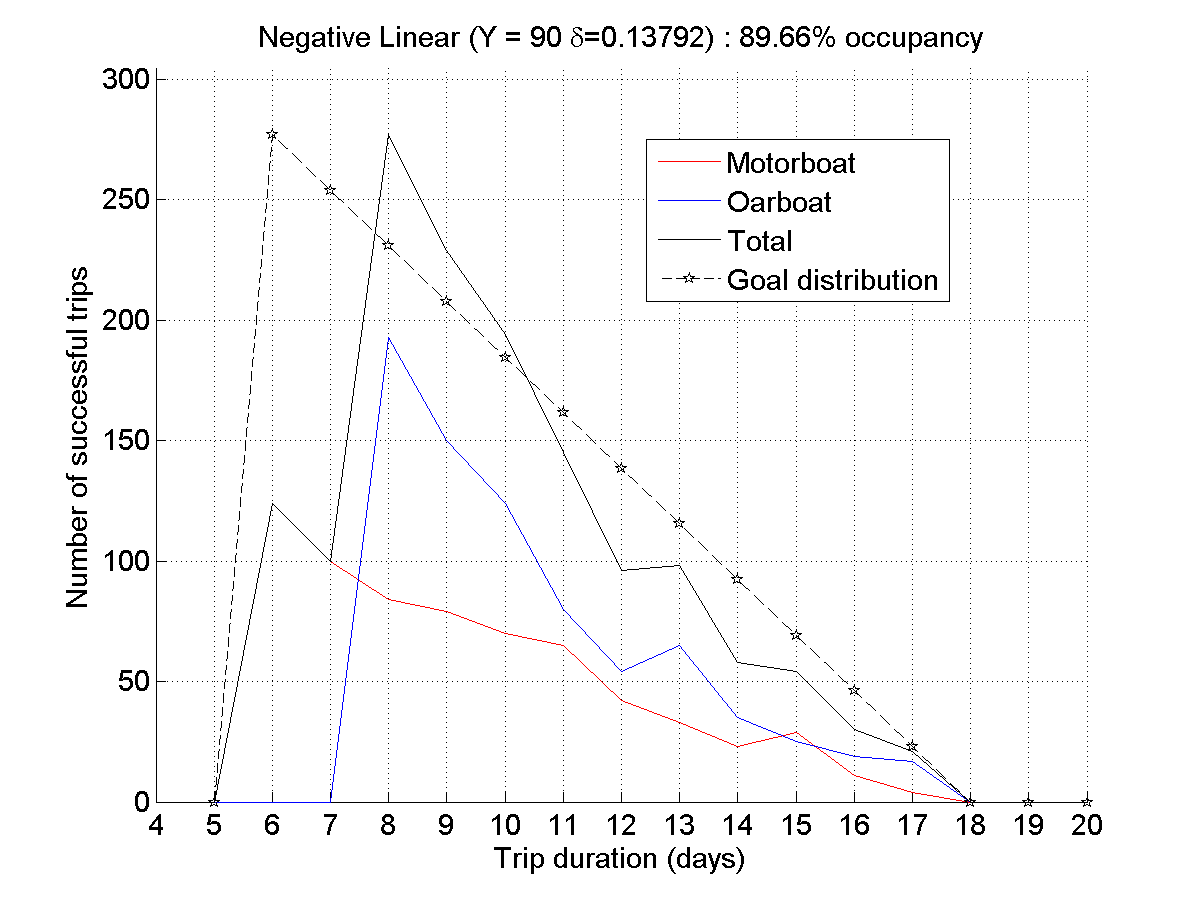 Negative Linear (Y = 90 δ=0.13792) : 89.66% occupancy
300
250
200
150
100
50
0
Number of successful trips
Motorboat
Oarboat
Total
Goal distribution
4 5 6 7 8 9 10 11 12 13 14 15 16 17 18 19 20
Trip duration (days)